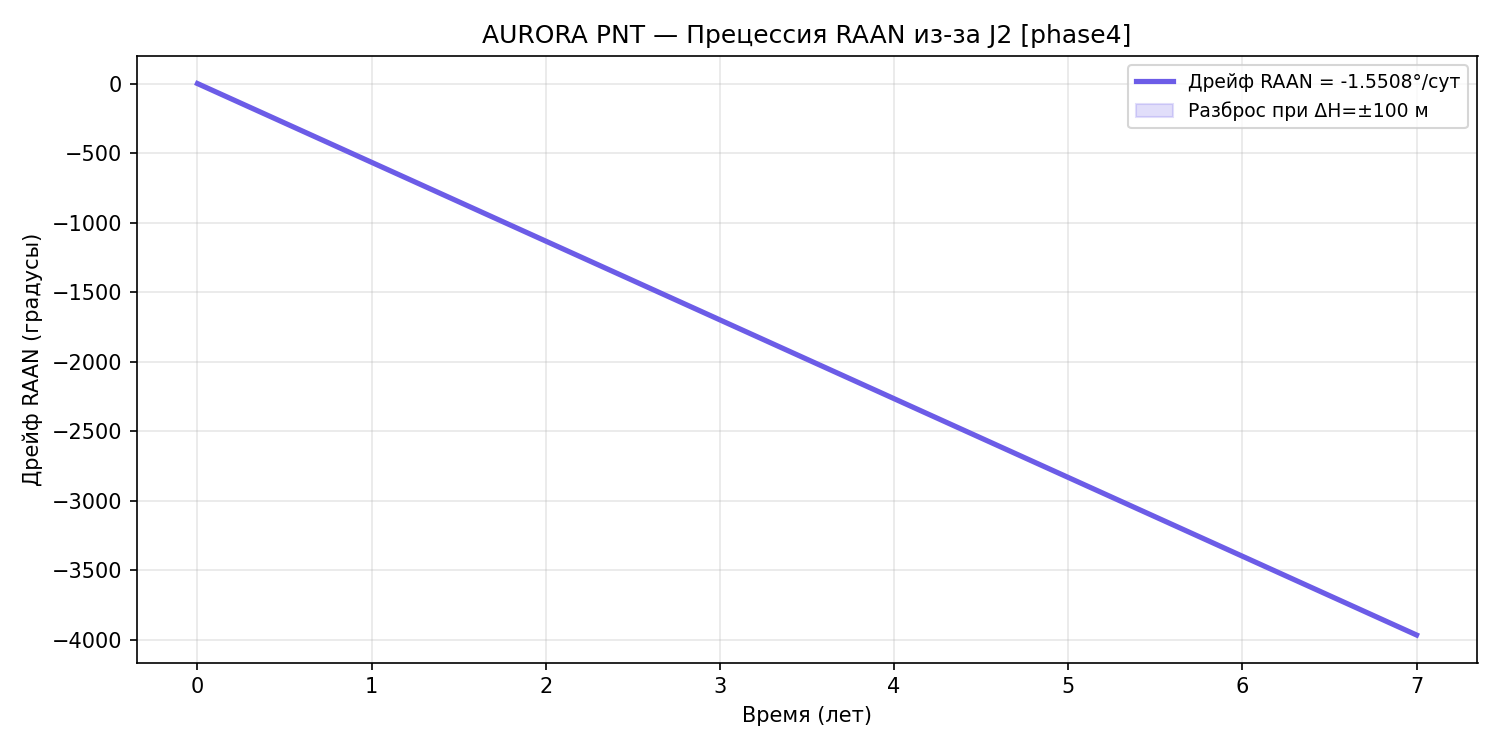 AURORA PNT — Прецессия RAAN из-за J2 [phase4]
Дрейф RAAN = -1.5508°/сут
Разброс при ΔH=±100 м
Дрейф RAAN (градусы)
0
−500
−1000
−1500
−2000
−2500
−3000
−3500
−4000
0 1 2 3 4 5 6 7
Время (лет)